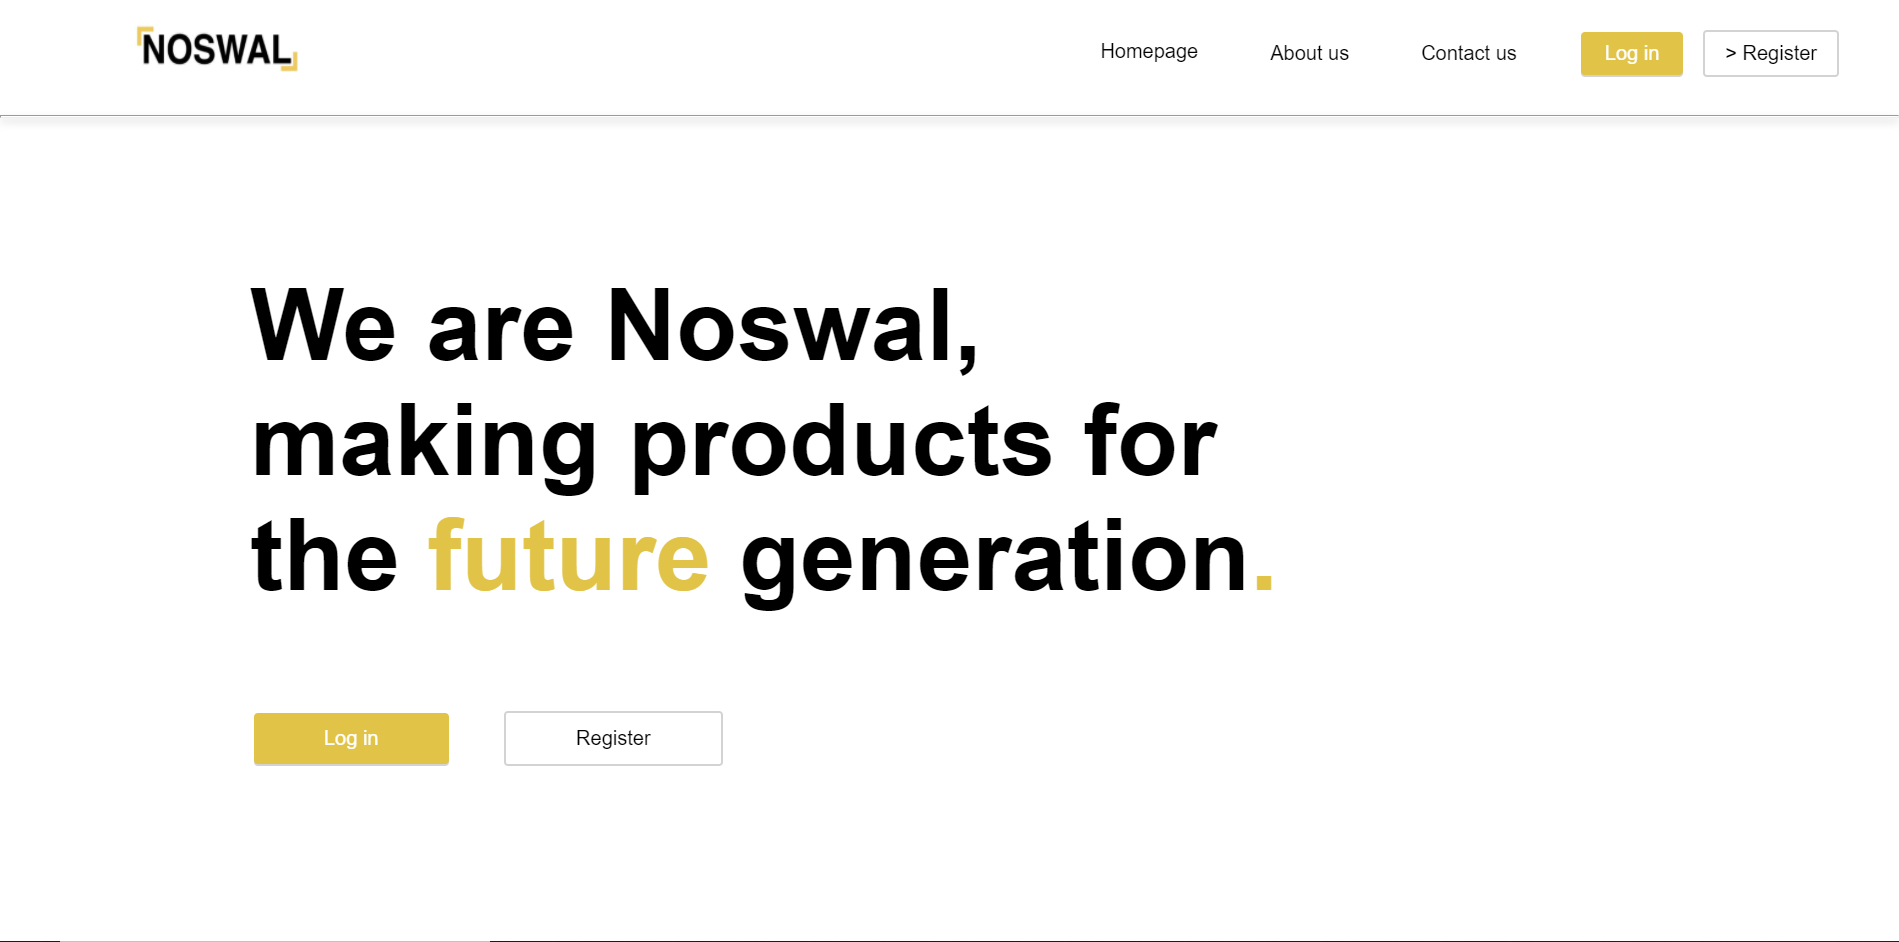 NOSWAL
Homepage
About us
Contact us
Log in
> Register
We are Noswal,
making products for
the future generation.
Log in
Register